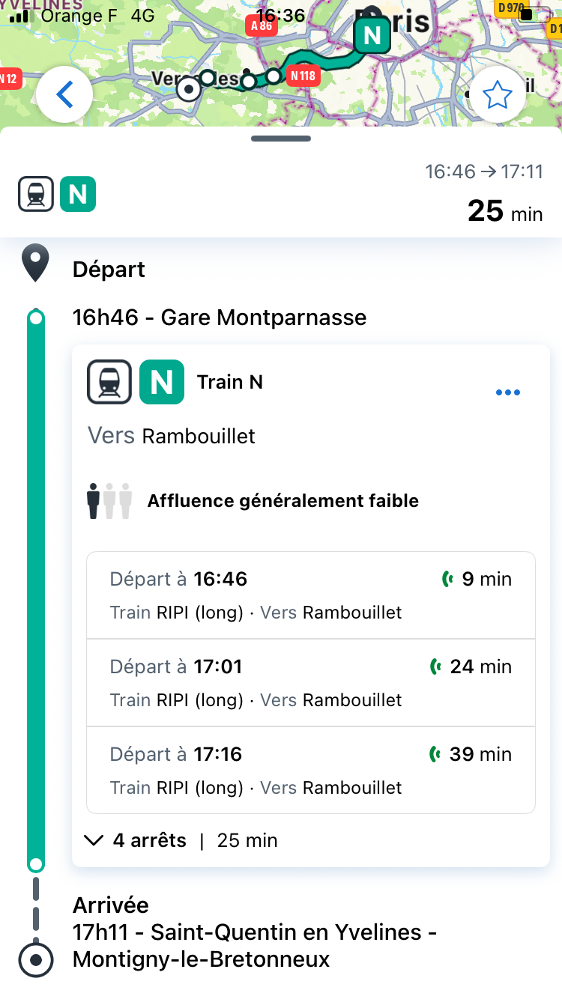 YVELINES
Orange F 4G 16:36
D 970
A 86
N
Paris
D1
N 12
Versailles
N 118
il
16:46 → 17:11
N
25 min
Départ
16h46 - Gare Montparnasse
N Train N
Vers Rambouillet
Affluence généralement faible
Départ à 16:46 9 min
Train RIPI (long) · Vers Rambouillet
Départ à 17:01 24 min
Train RIPI (long) · Vers Rambouillet
Départ à 17:16 39 min
Train RIPI (long) · Vers Rambouillet
4 arrêts | 25 min
Arrivée
17h11 - Saint-Quentin en Yvelines -
Montigny-le-Bretonneux